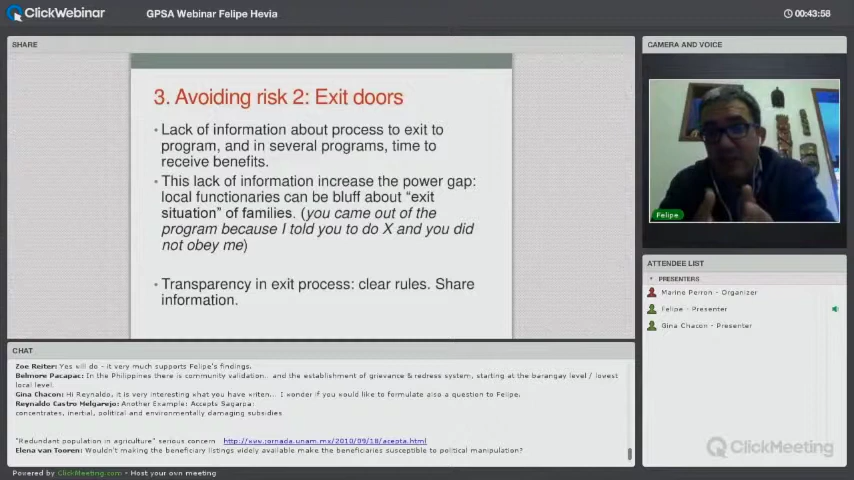 ClickWebinar
GPSA Webinar Felipe Hevia
00:43:58
SHARE
3. Avoiding risk 2: Exit doors
• Lack of information about process to exit to
program, and in several programs, time to
receive benefits.
• This lack of information increase the power gap:
local functionaries can be bluff about “exit
situation” of families. (you came out of the
program because I told you to do X and you did
not obey me)
• Transparency in exit process: clear rules. Share
information.
CAMERA AND VOICE
Felipe
ATTENDEE LIST
PRESENTERS
Marine Perron - Organizer
Felipe - Presenter
Gina Chacon - Presenter
CHAT
Zoe Reiter: Yes will do - it very much supports Felipe's findings.
Belmore Pacapac: In the Philippines there is community validation.. and the establishment of grievance & redress system, starting at the barangay level / lowest
local level.
Gina Chacon: Hi Reynaldo, it is very interesting what you have writen... I wonder if you would like to formulate also a question to Felipe.
Reynaldo Castro Melgarejo: Another Example: Accepts Sagarpa:
concentrates, inertial, political and environmentally damaging subsidies
"Redundant population in agriculture" serious concern http://www.jornada.unam.mx/2010/09/18/acepta.html
Elena van Tooren: Wouldn't making the beneficiary listings widely available make the beneficiaries susceptible to political manipulation?
ClickMeeting
Powered by ClickMeeting.com - Host your own meeting